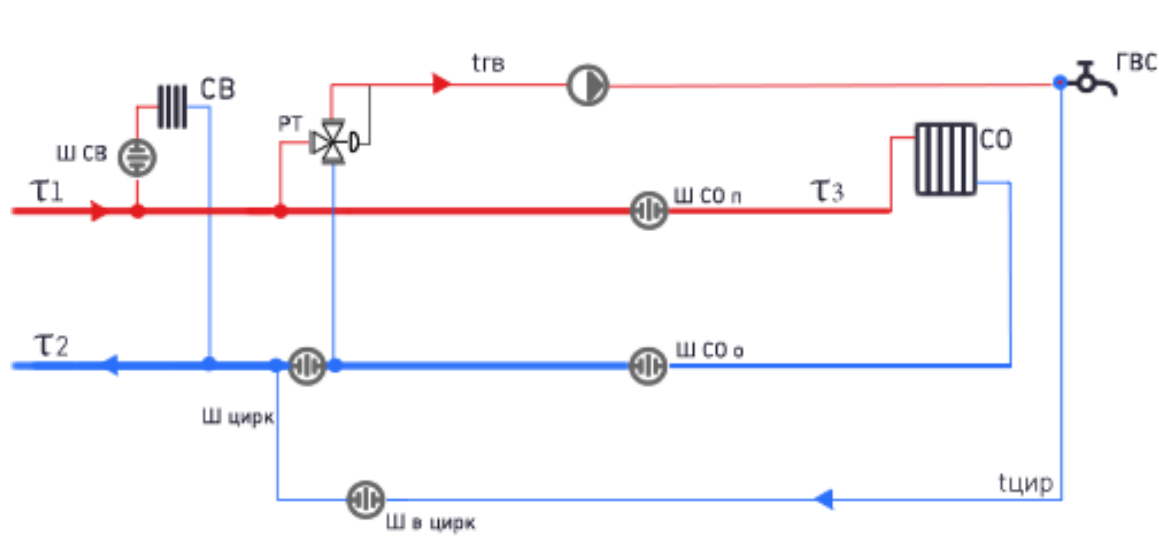 tгв
ГВС
СВ
РТ
СО
Ш СВ
τ1
Ш СО п
τ3
τ2
Ш СО о
Ш цирк
tцир
Ш в цирк